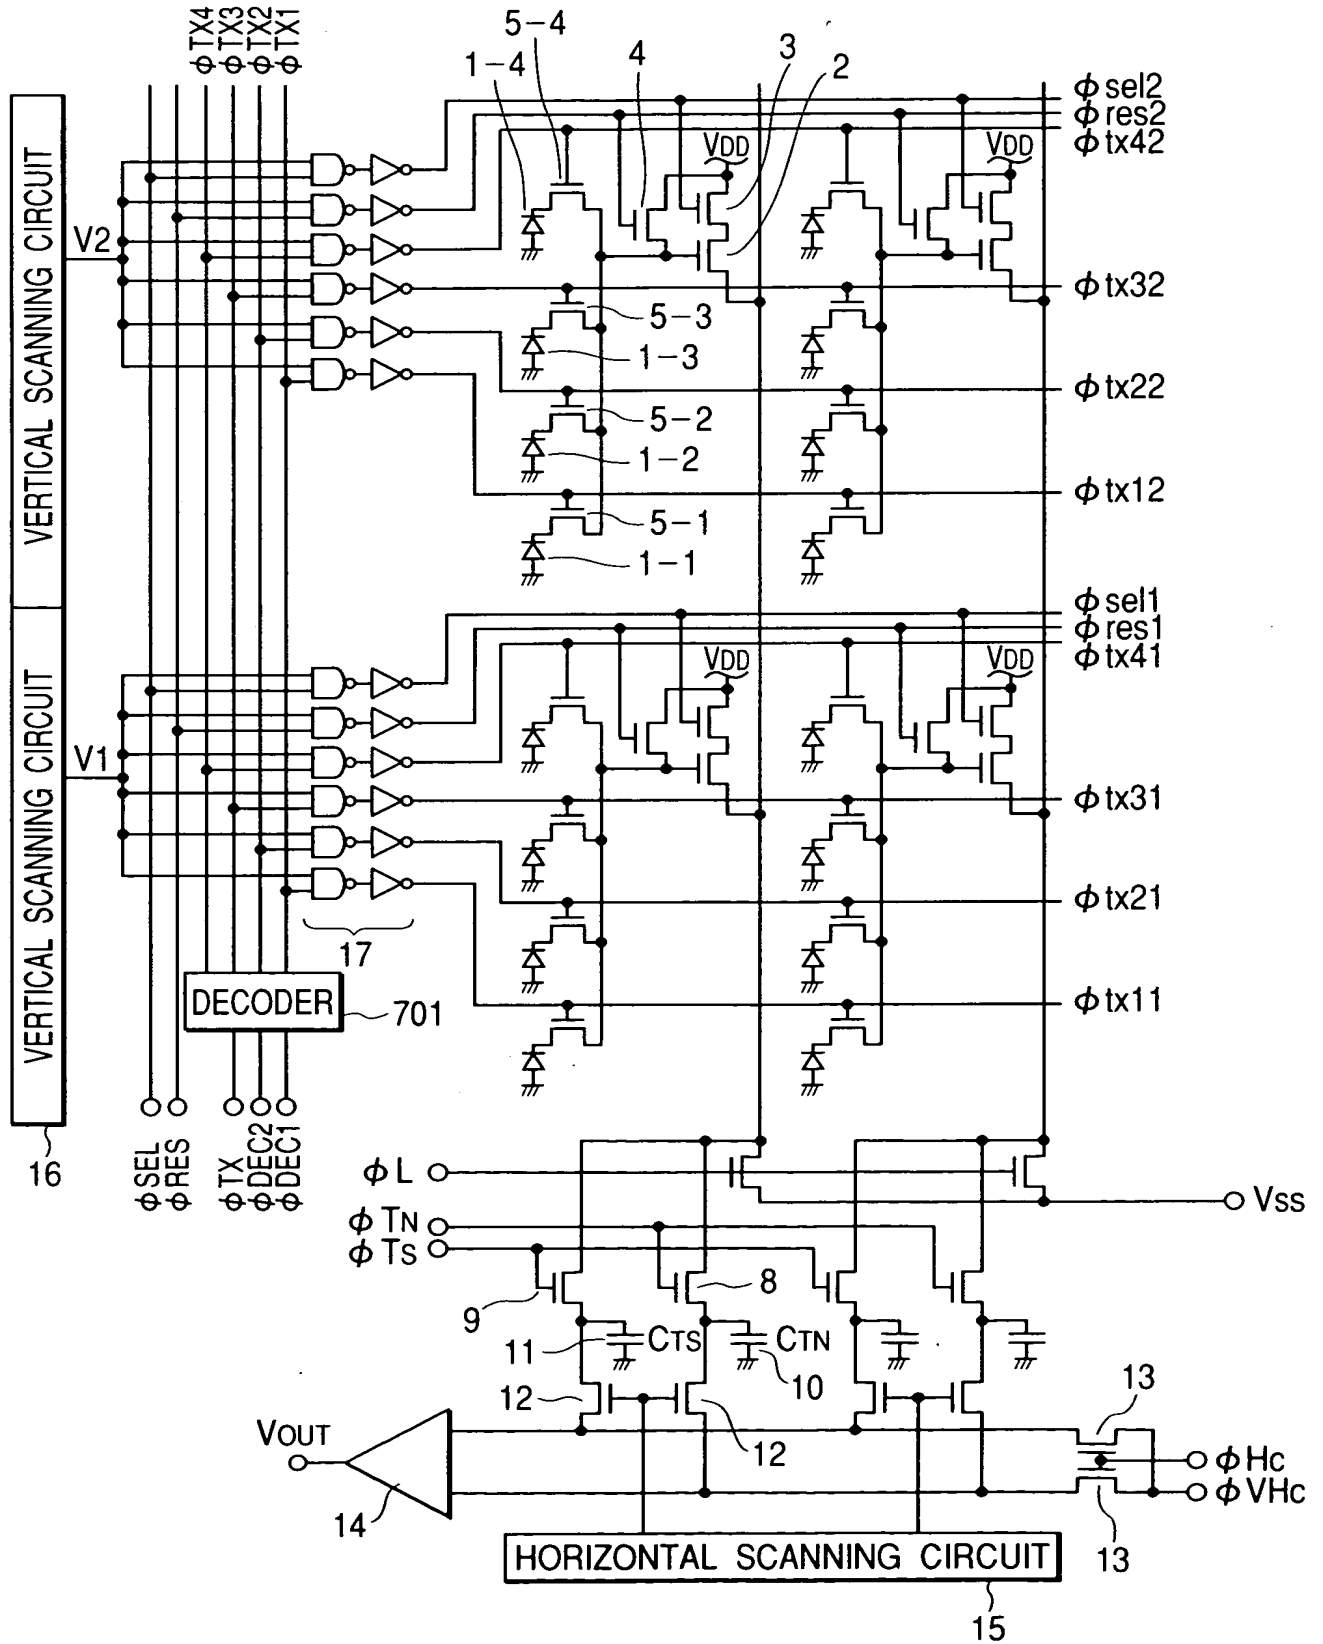 ϕTX4
ϕTX3
ϕTX2
ϕTX1
5-4
1-4
4
3
2
ϕsel2
ϕres2
ϕtx42
VDD
VDD
VERTICAL SCANNING CIRCUIT
V2
5-3
ϕtx32
1-3
5-2
ϕtx22
1-2
5-1
ϕtx12
1-1
ϕsel1
ϕres1
ϕtx41
VDD
VDD
VERTICAL SCANNING CIRCUIT
V1
ϕtx31
ϕtx21
17
DECODER
701
ϕtx11
16
ϕSEL
ϕRES
ϕTX
ϕDEC2
ϕDEC1
ϕL
VSS
ϕTN
ϕTS
9
8
11
CTS
CTN
10
12
12
13
VOUT
ϕHC
ϕVHC
14
13
HORIZONTAL SCANNING CIRCUIT
15